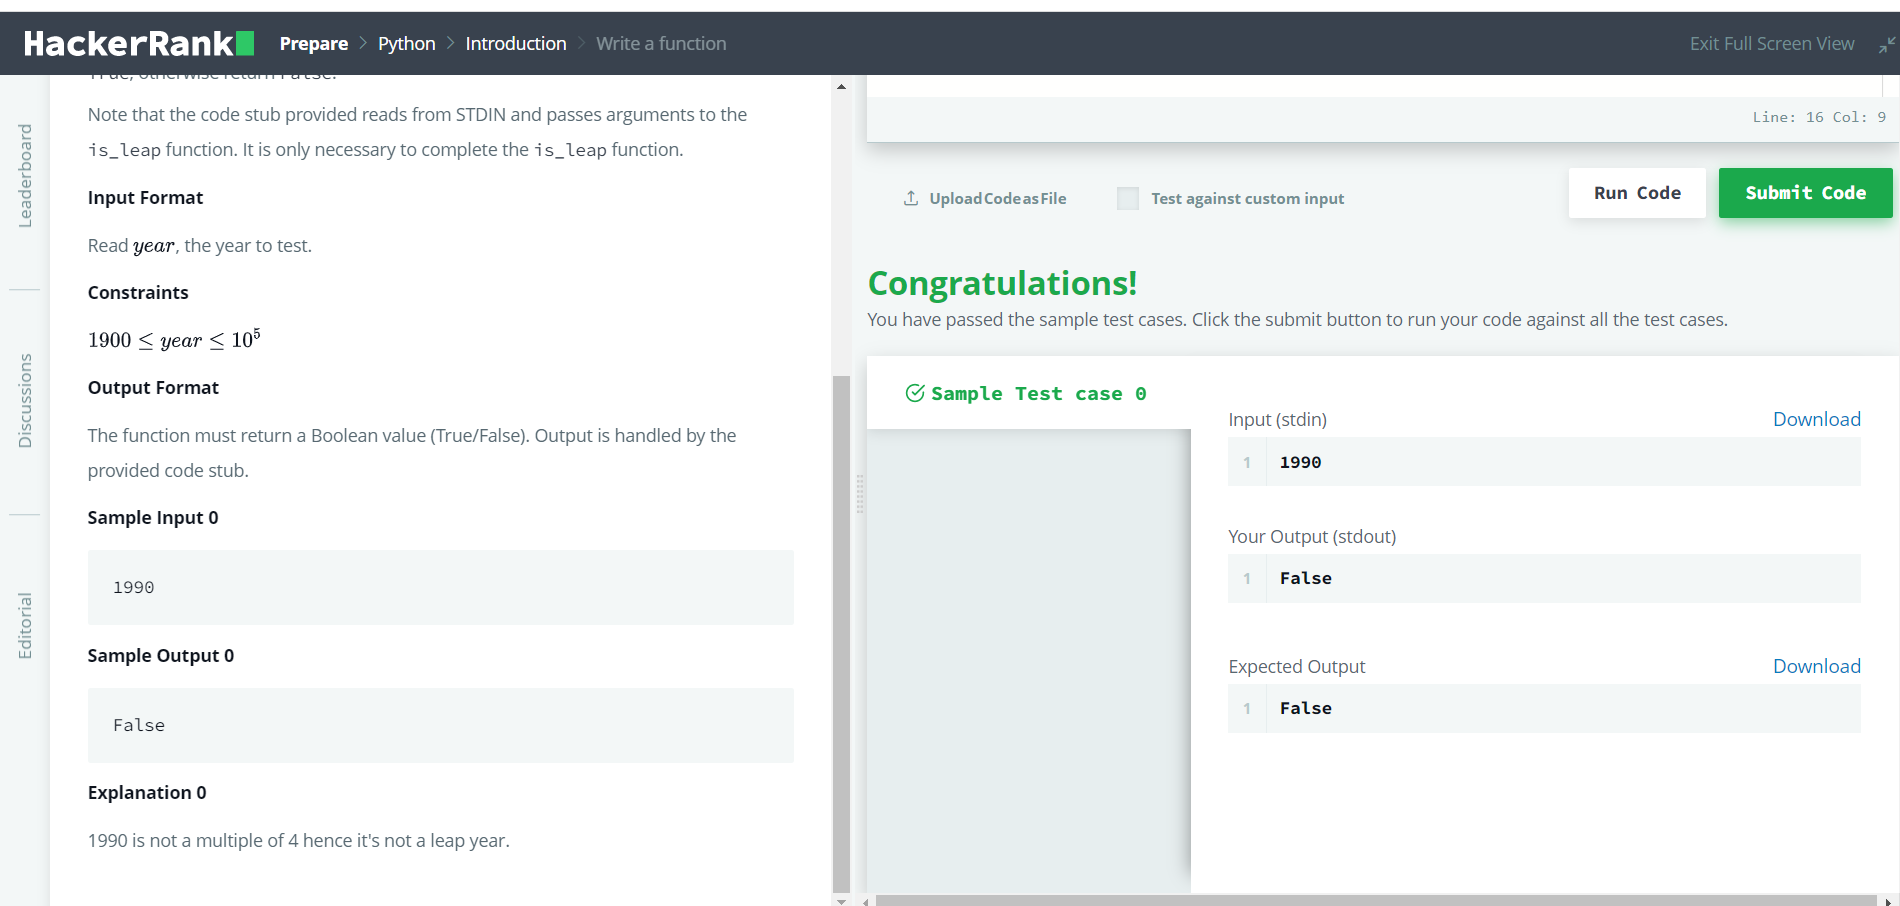 HackerRank
Prepare > Python > Introduction > Write a function
Exit Full Screen View
Leaderboard
Discussions
Editorial
True, otherwise return False.
Note that the code stub provided reads from STDIN and passes arguments to the
is_leap function. It is only necessary to complete the is_leap function.
Input Format
Read year, the year to test.
Constraints
1900 ≤ year ≤ 10⁵
Output Format
The function must return a Boolean value (True/False). Output is handled by the
provided code stub.
Sample Input 0
1990
Sample Output 0
False
Explanation 0
1990 is not a multiple of 4 hence it's not a leap year.
Line: 16 Col: 9
Upload Code as File
Test against custom input
Run Code
Submit Code
Congratulations!
You have passed the sample test cases. Click the submit button to run your code against all the test cases.
Sample Test case 0
Input (stdin)
Download
1 1990
Your Output (stdout)
1 False
Expected Output
Download
1 False